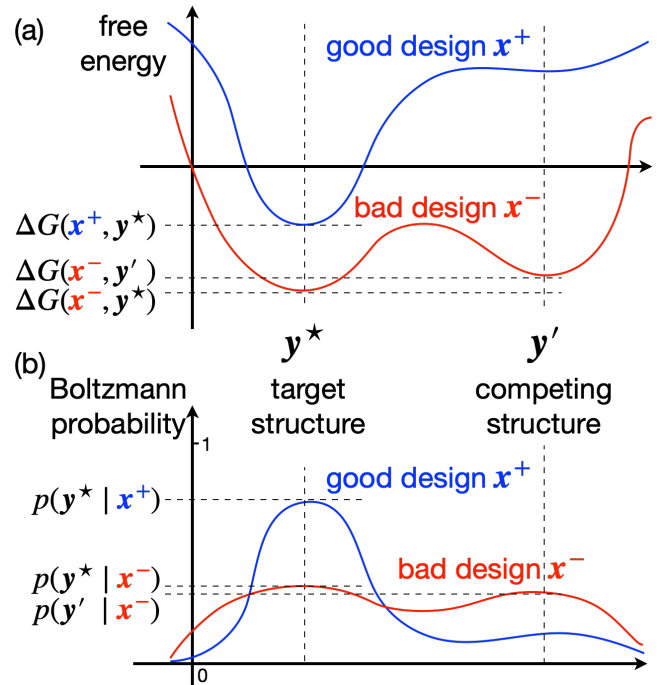 (a)
free
energy
good design x⁺
bad design x⁻
ΔG(x⁺, y★)
ΔG(x⁻, y′)
ΔG(x⁻, y★)
y★
y′
(b)
Boltzmann
probability
target
structure
competing
structure
1
good design x⁺
p(y★ | x⁺)
bad design x⁻
p(y★ | x⁻)
p(y′ | x⁻)
0